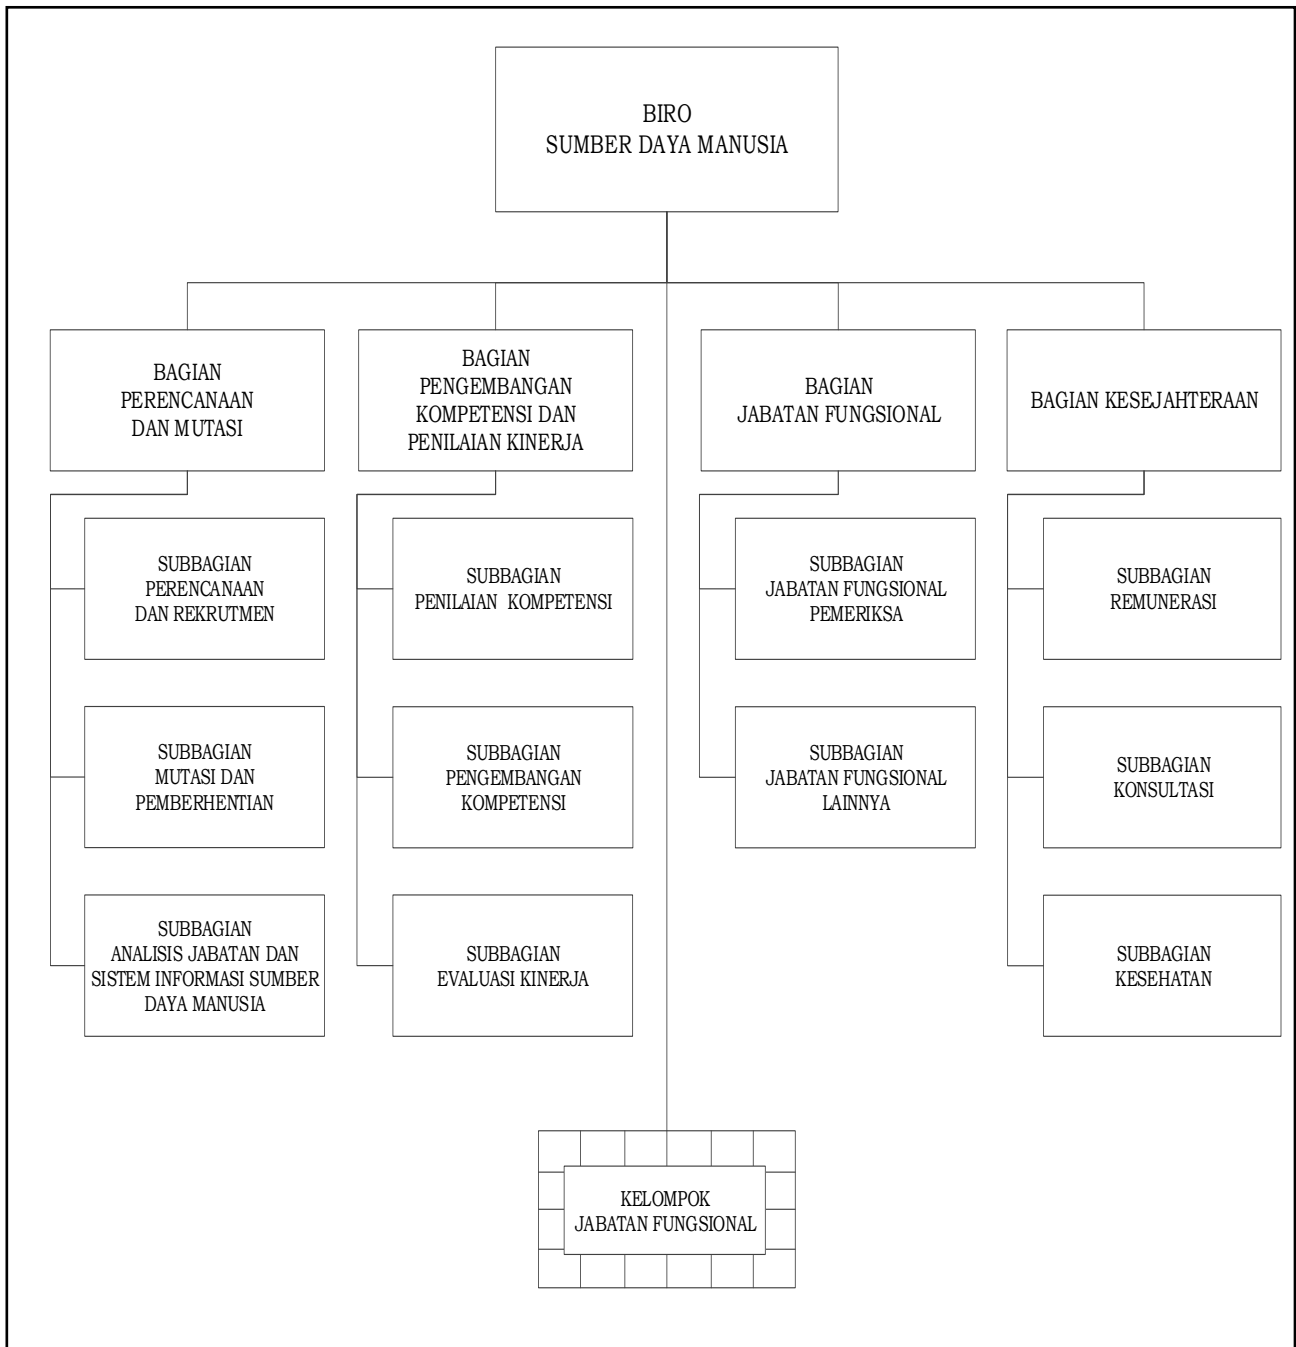 BIRO
SUMBER DAYA MANUSIA
BAGIAN
PERENCANAAN
DAN MUTASI
BAGIAN
PENGEMBANGAN
KOMPETENSI DAN
PENILAIAN KINERJA
BAGIAN
JABATAN FUNGSIONAL
BAGIAN KESEJAHTERAAN
SUBBAGIAN
PERENCANAAN
DAN REKRUTMEN
SUBBAGIAN
PENILAIAN KOMPETENSI
SUBBAGIAN
JABATAN FUNGSIONAL
PEMERIKSA
SUBBAGIAN
REMUNERASI
SUBBAGIAN
MUTASI DAN
PEMBERHENTIAN
SUBBAGIAN
PENGEMBANGAN
KOMPETENSI
SUBBAGIAN
JABATAN FUNGSIONAL
LAINNYA
SUBBAGIAN
KONSULTASI
SUBBAGIAN
ANALISIS JABATAN DAN
SISTEM INFORMASI SUMBER
DAYA MANUSIA
SUBBAGIAN
EVALUASI KINERJA
SUBBAGIAN
KESEHATAN
KELOMPOK
JABATAN FUNGSIONAL